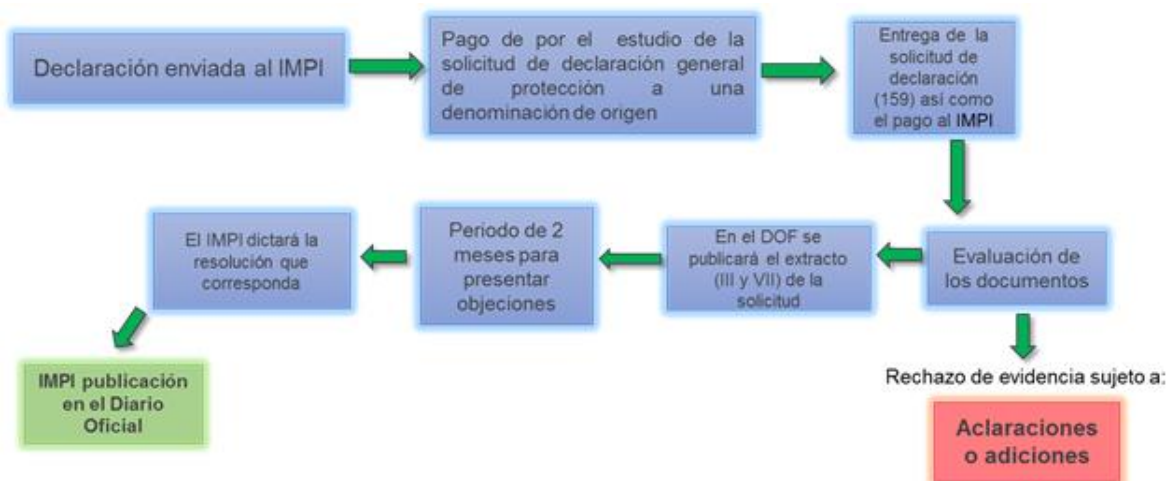 Declaración enviada al IMPI
Pago de por el estudio de la
solicitud de declaración general
de protección a una
denominación de origen
Entrega de la
solicitud de
declaración
(159) así como
el pago al IMPI
Evaluación de
los documentos
En el DOF se
publicará el extracto
(III y VII) de la
solicitud
Periodo de 2
meses para
presentar
objeciones
El IMPI dictará la
resolución que
corresponda
IMPI publicación
en el Diario
Oficial
Rechazo de evidencia sujeto a:
Aclaraciones
o adiciones